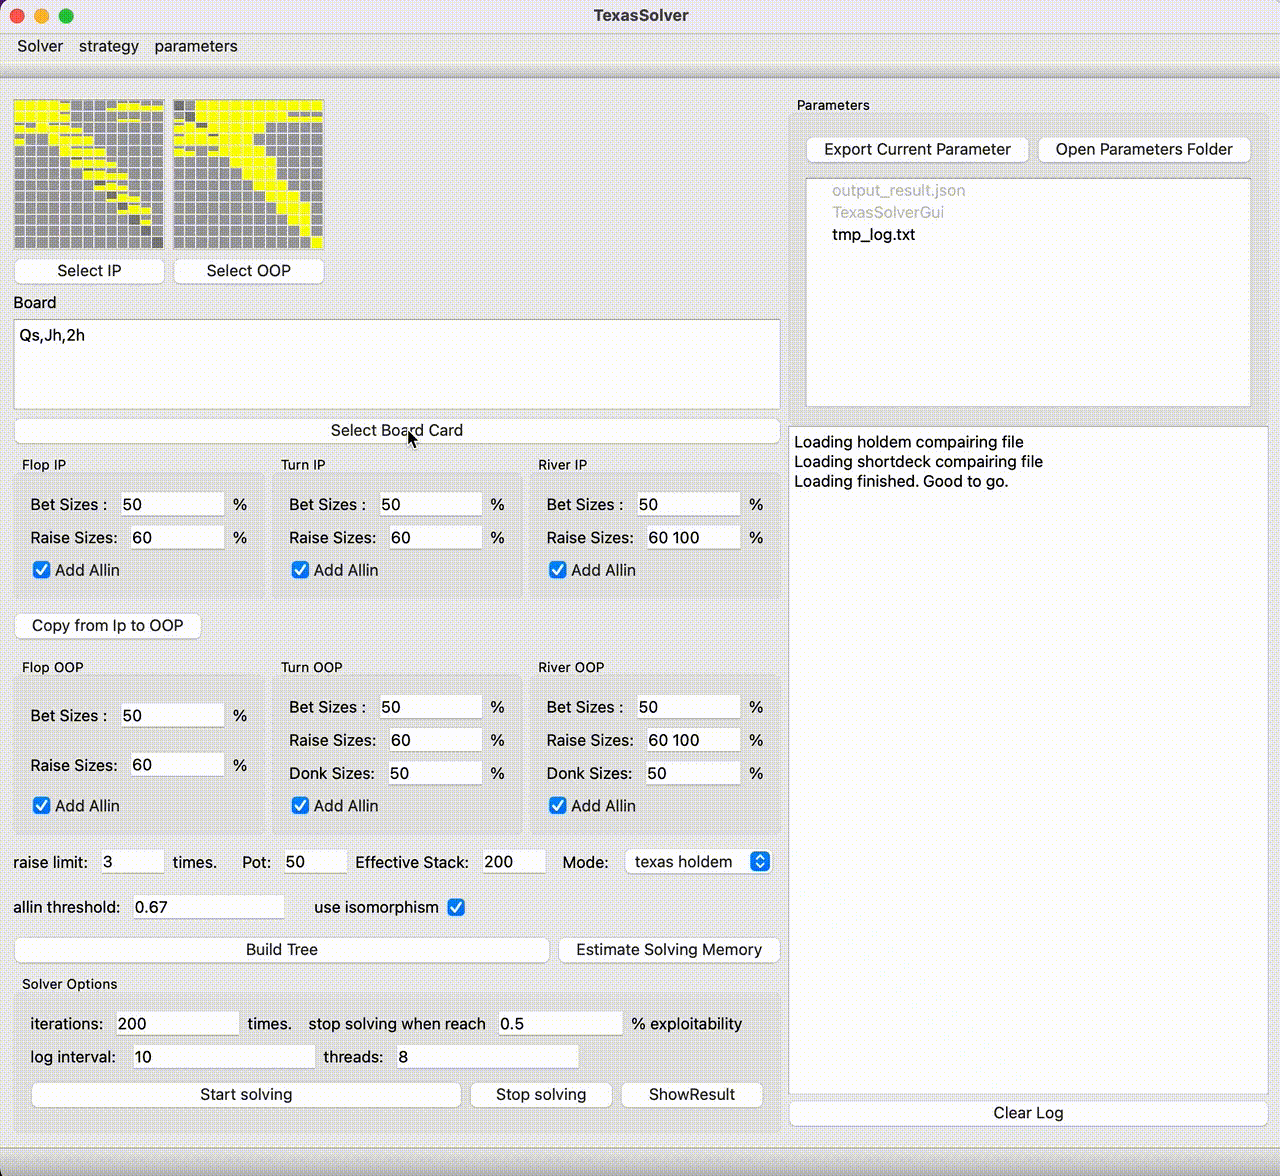 TexasSolver
Solver strategy parameters
Select IP Select OOP
Board
Qs,Jh,2h
Select Board Card
Flop IP
Bet Sizes : 50 %
Raise Sizes: 60 %
Add Allin
Turn IP
Bet Sizes : 50 %
Raise Sizes: 60 %
Add Allin
River IP
Bet Sizes : 50 %
Raise Sizes: 60 100 %
Add Allin
Copy from Ip to OOP
Flop OOP
Bet Sizes : 50 %
Raise Sizes: 60 %
Add Allin
Turn OOP
Bet Sizes : 50 %
Raise Sizes: 60 %
Donk Sizes: 50 %
Add Allin
River OOP
Bet Sizes : 50 %
Raise Sizes: 60 100 %
Donk Sizes: 50 %
Add Allin
raise limit: 3 times. Pot: 50 Effective Stack: 200 Mode: texas holdem
allin threshold: 0.67 use isomorphism
Build Tree Estimate Solving Memory
Solver Options
iterations: 200 times. stop solving when reach 0.5 % exploitability
log interval: 10 threads: 8
Start solving Stop solving ShowResult
Parameters
Export Current Parameter Open Parameters Folder
output_result.json
TexasSolverGui
tmp_log.txt
Loading holdem compairing file
Loading shortdeck compairing file
Loading finished. Good to go.
Clear Log